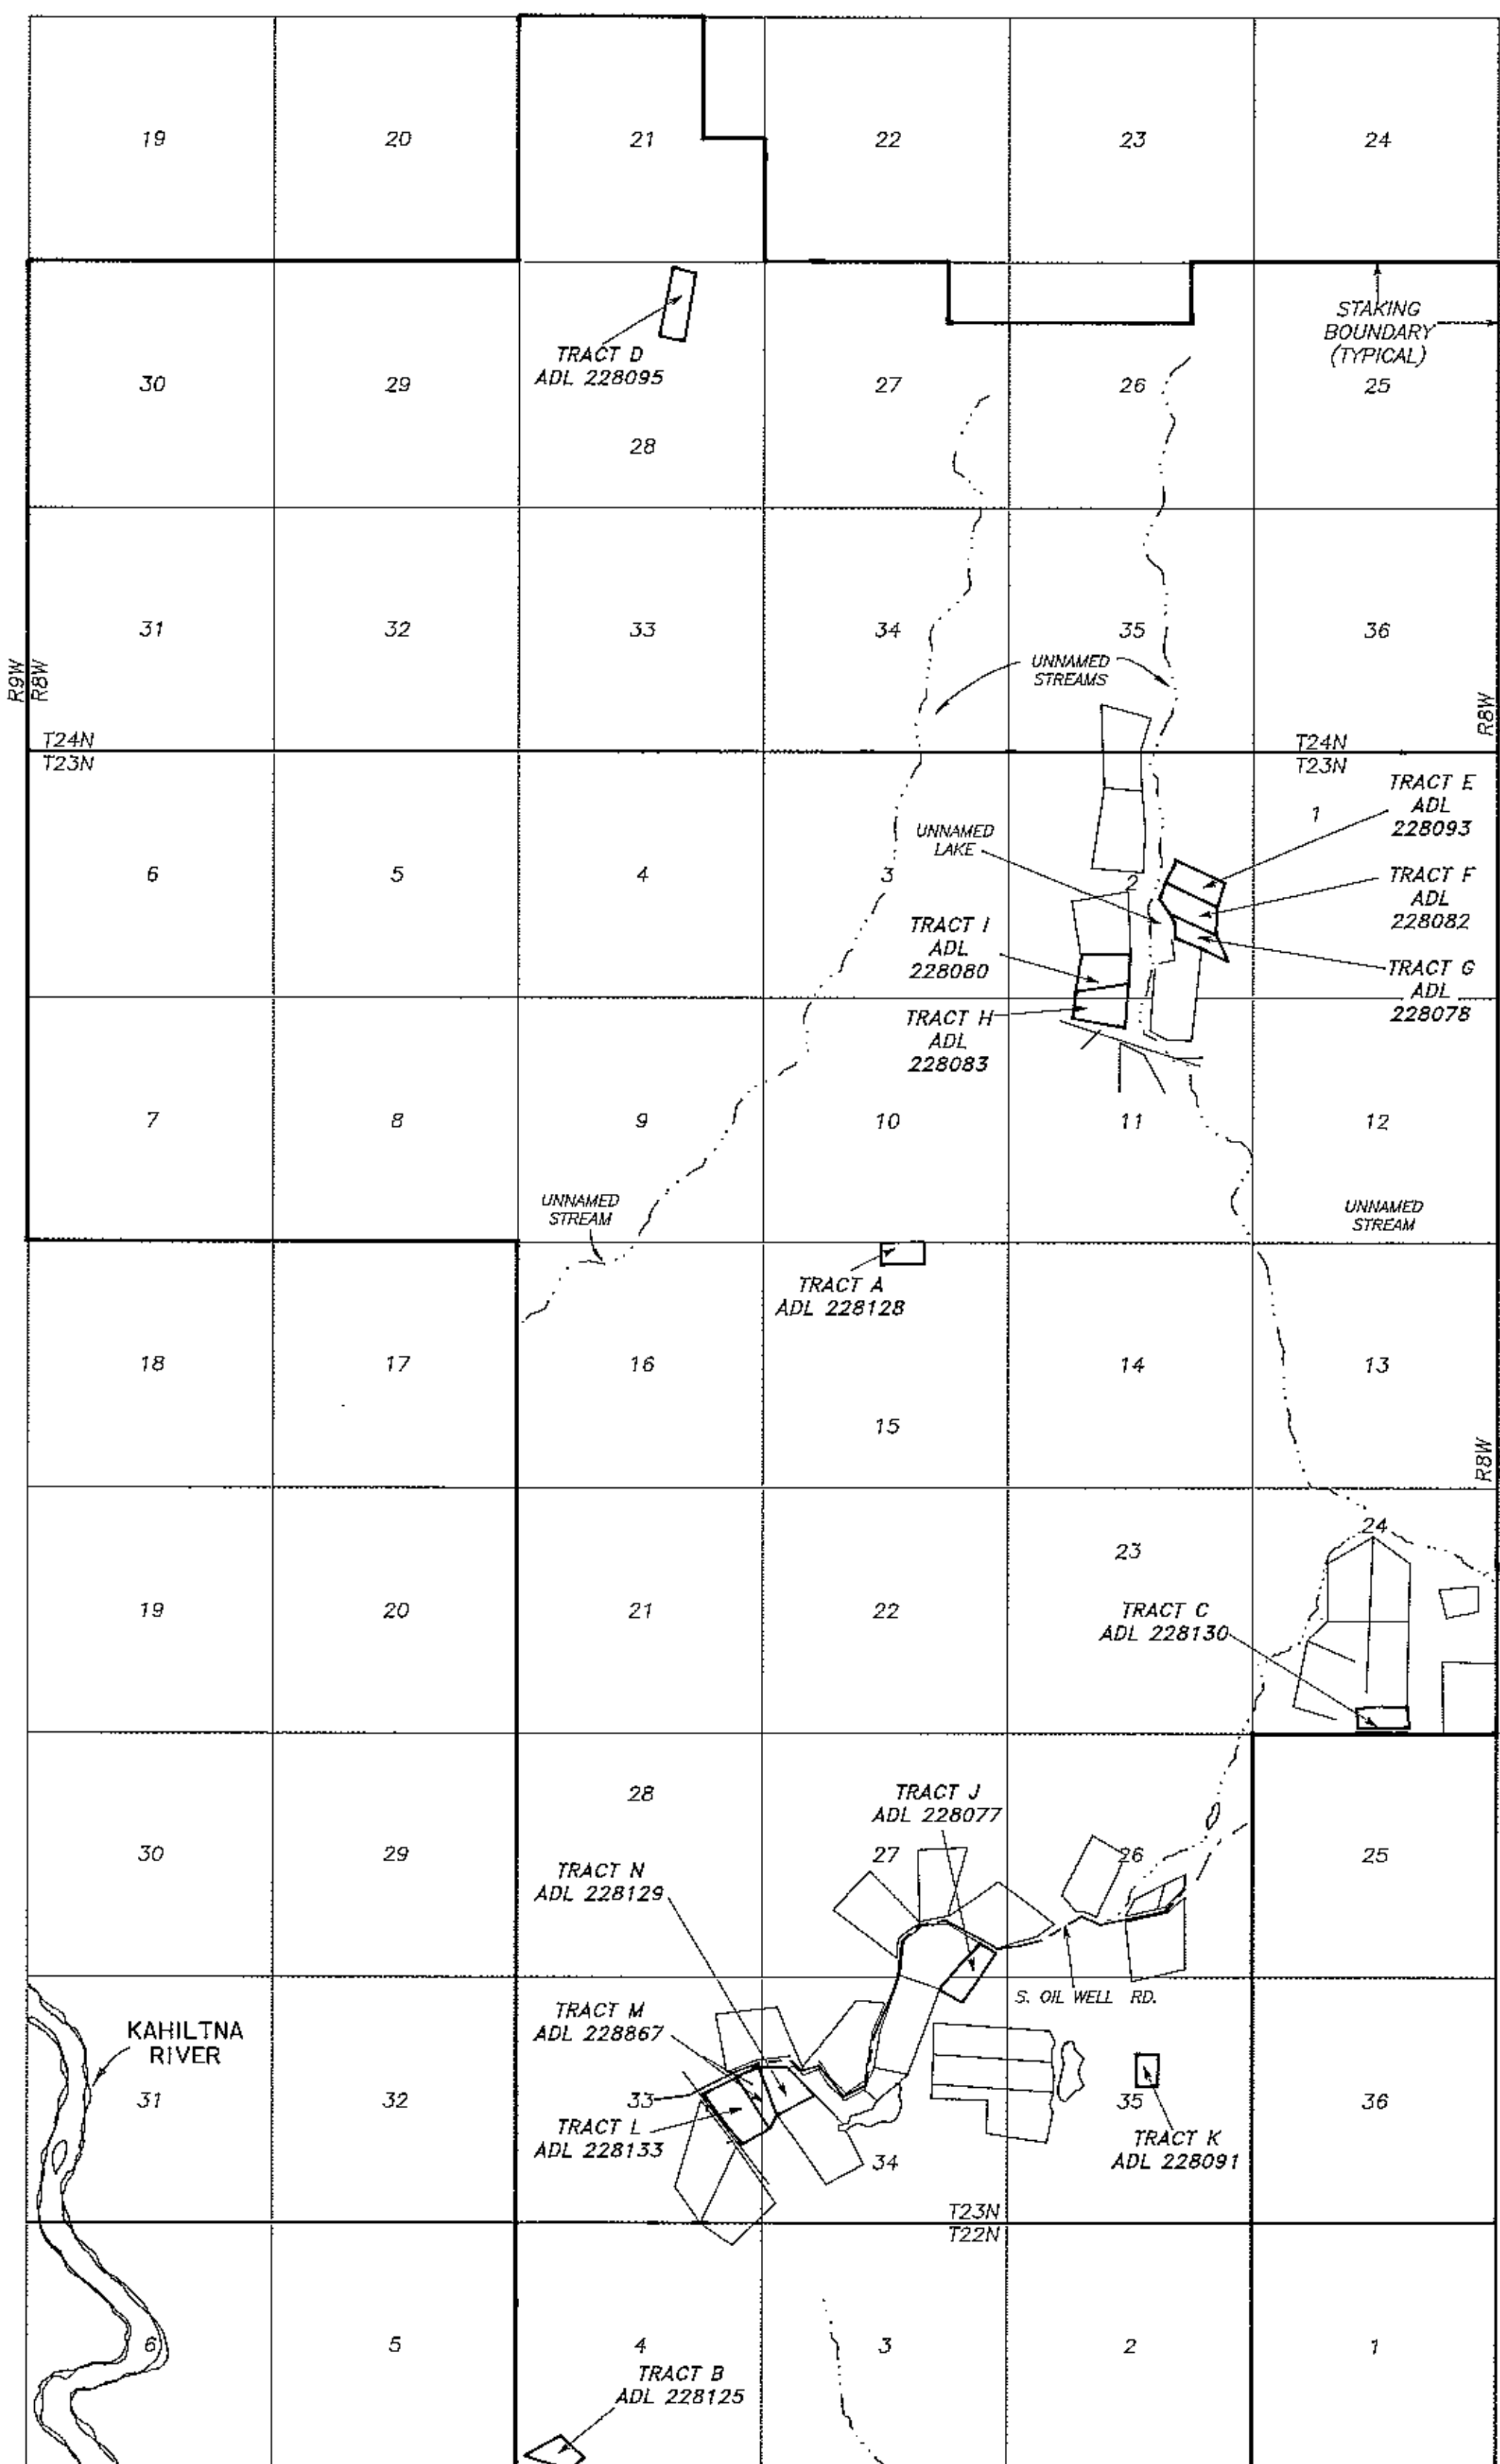 19
20
21
22
23
24
STAKING
BOUNDARY
(TYPICAL)
TRACT D
ADL 228095
30
29
27
26
25
28
31
32
33
34
35
36
UNNAMED
STREAMS
R9W
R8W
R8W
T24N
T23N
T24N
T23N
TRACT E
ADL
228093
1
UNNAMED
LAKE
6
5
4
3
2
TRACT F
ADL
228082
TRACT I
ADL
228080
TRACT G
ADL
228078
TRACT H
ADL
228083
7
8
9
10
11
12
UNNAMED
STREAM
UNNAMED
STREAM
TRACT A
ADL 228128
18
17
16
14
13
15
R8W
24
23
19
20
21
22
TRACT C
ADL 228130
28
TRACT J
ADL 228077
30
29
27
26
25
TRACT N
ADL 228129
S. OIL WELL RD.
TRACT M
ADL 228867
KAHILTNA
RIVER
31
32
33
35
36
TRACT L
ADL 228133
TRACT K
ADL 228091
34
T23N
T22N
6
5
4
3
2
1
TRACT B
ADL 228125